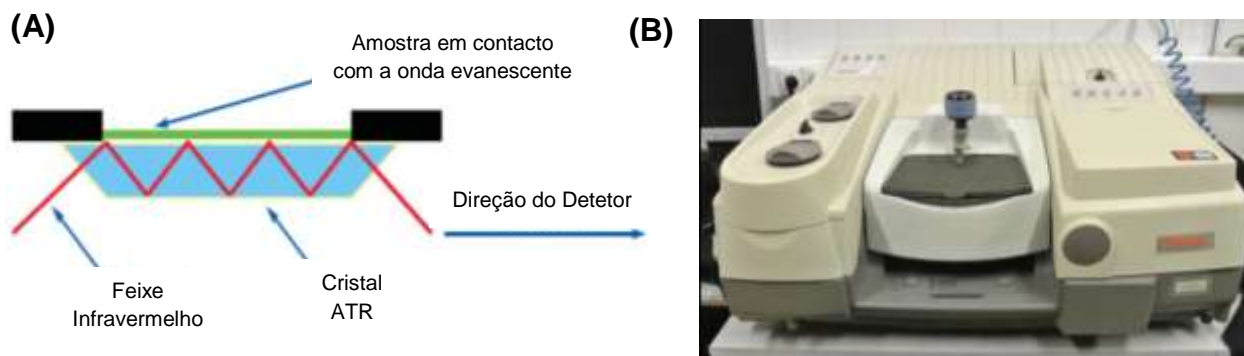 (A)
Amostra em contacto
com a onda evanescente
Direção do Detetor
Feixe
Infravermelho
Cristal
ATR
(B)